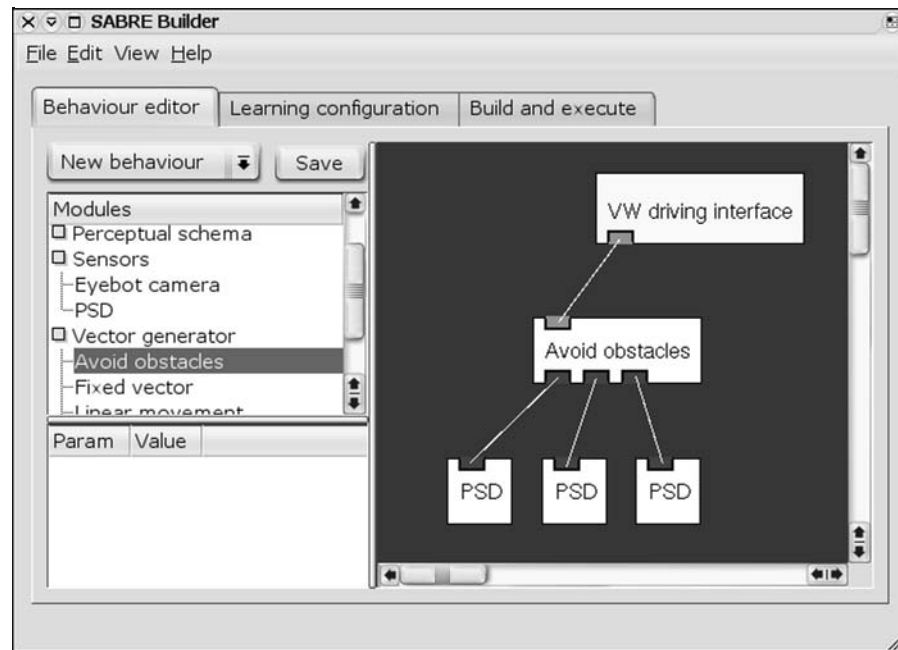 SABRE Builder
File Edit View Help
Behaviour editor
Learning configuration
Build and execute
New behaviour
Save
Modules
Perceptual schema
Sensors
Eyebot camera
PSD
Vector generator
Avoid obstacles
Fixed vector
Linear movement
Param Value
VW driving interface
Avoid obstacles
PSD PSD PSD